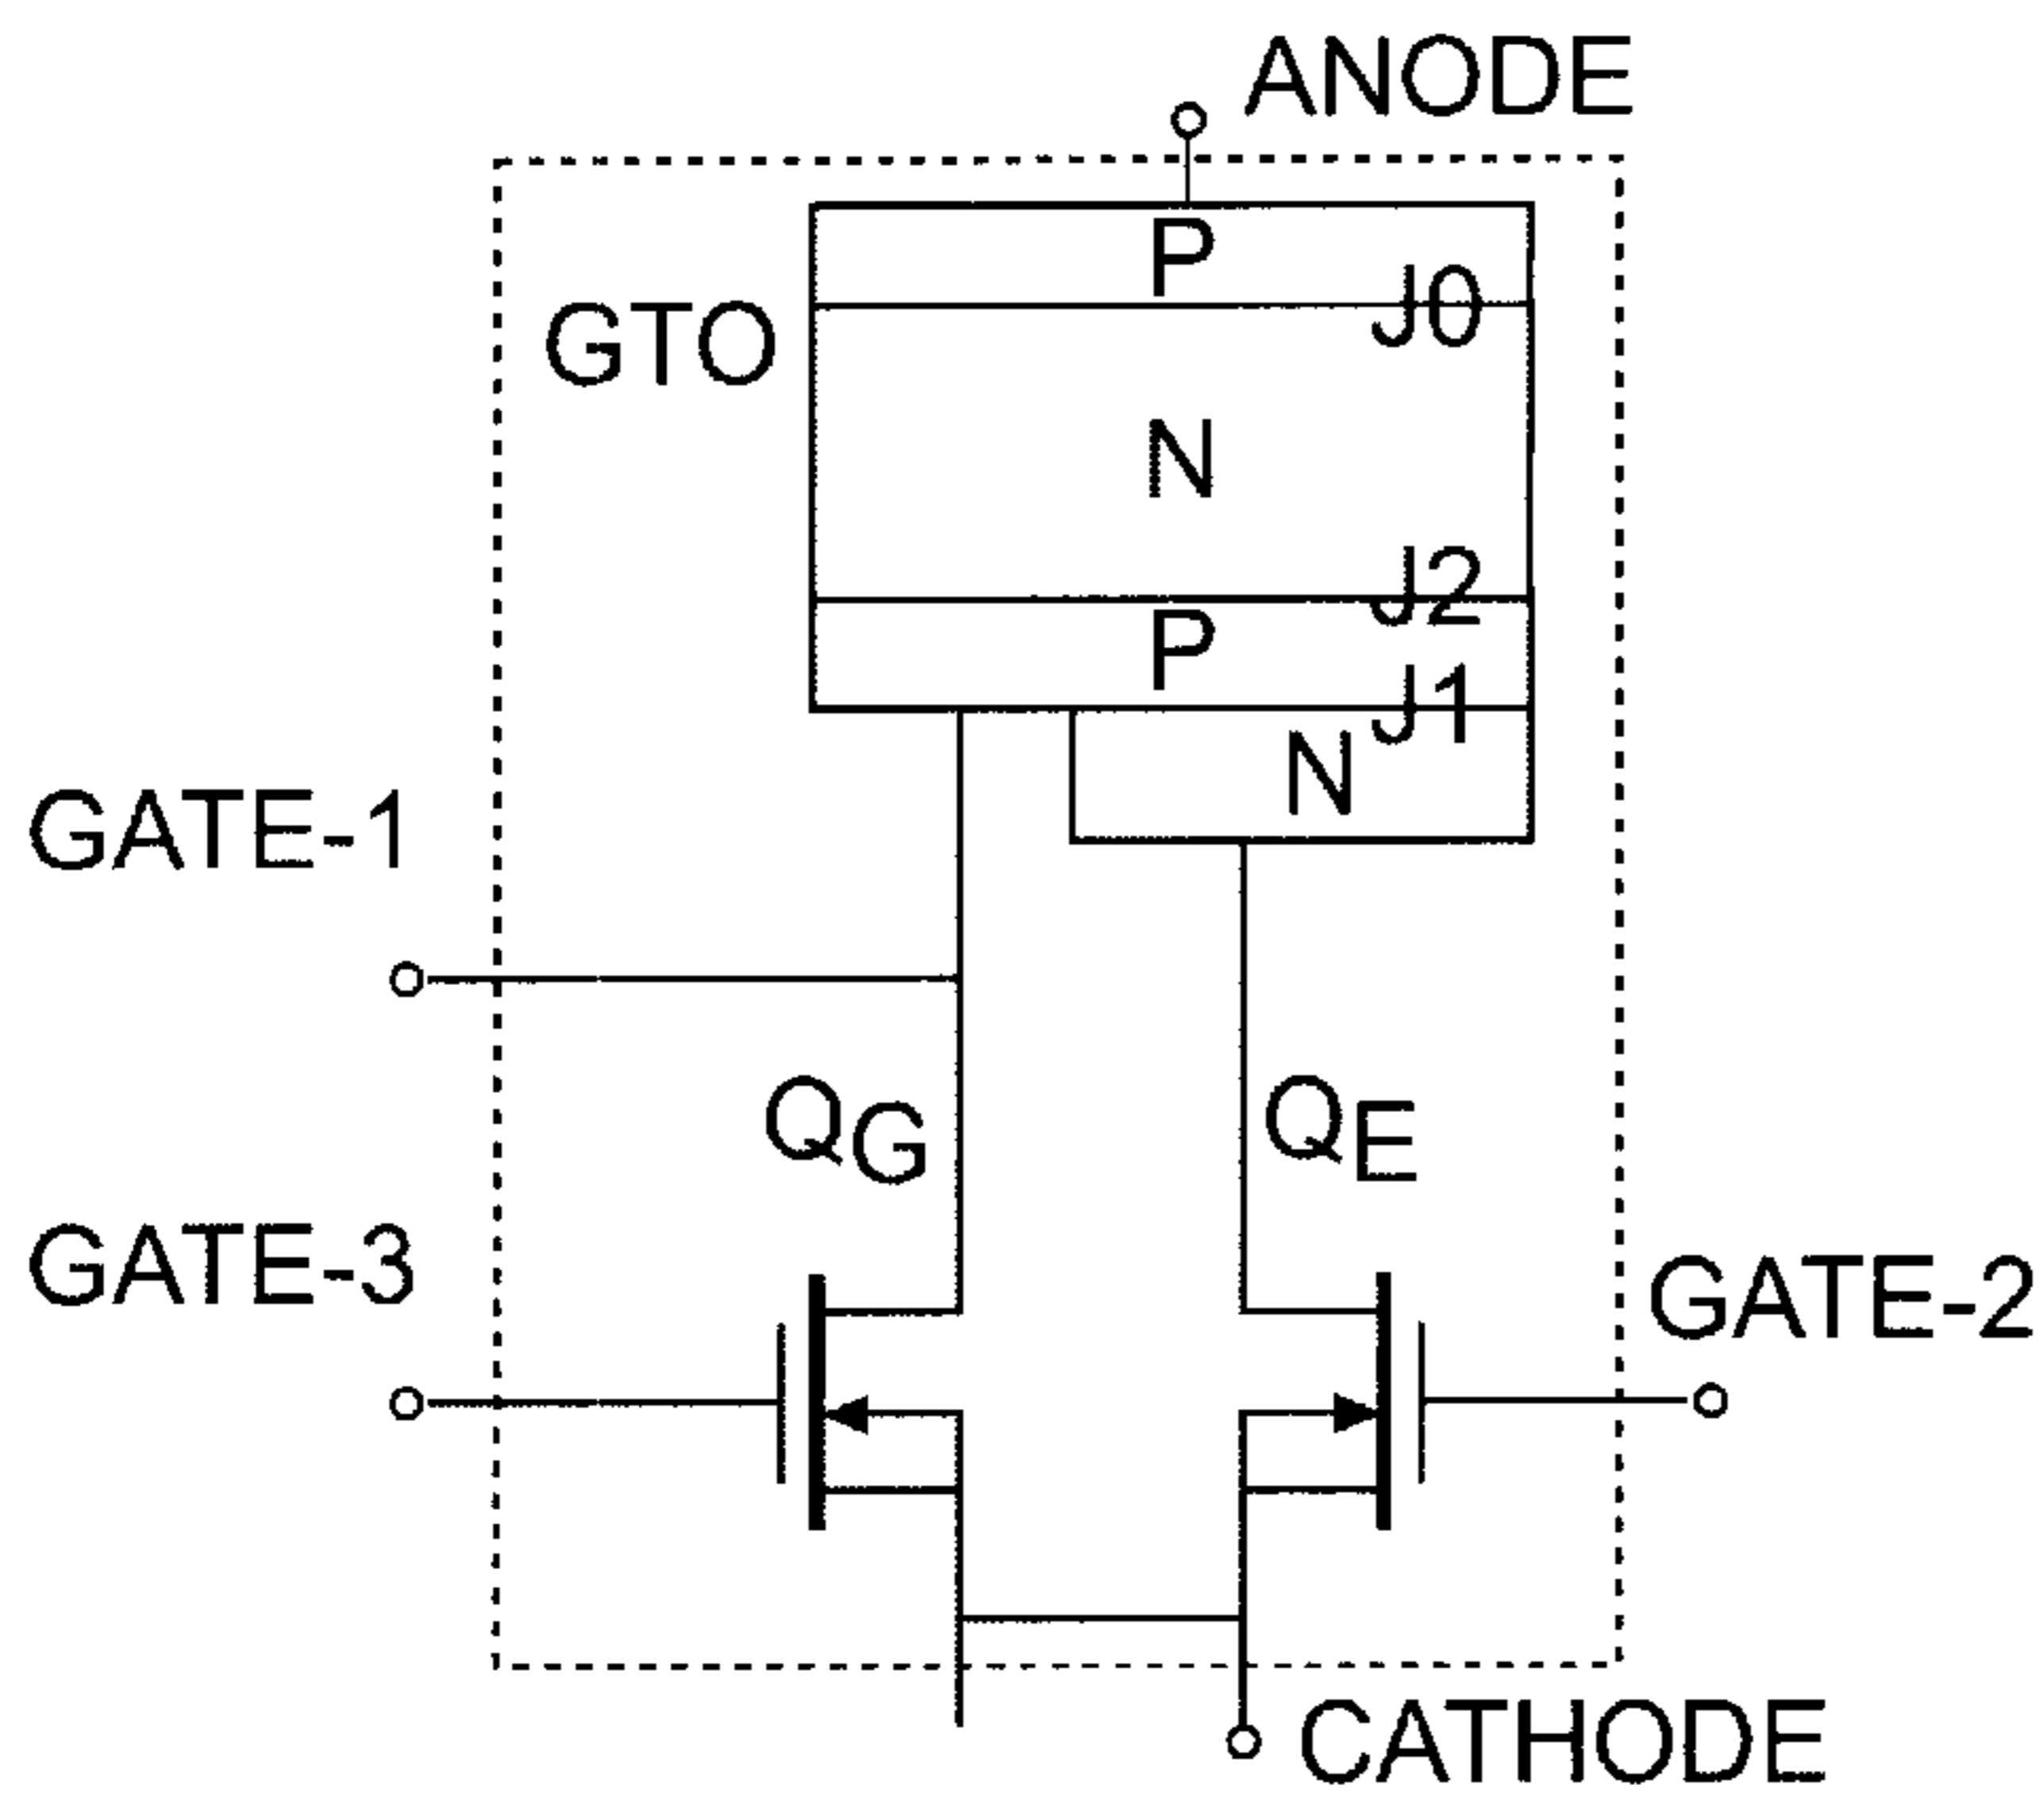 ANODE
P
J0
GTO
N
J2
P
J1
N
GATE-1
QG
QE
GATE-3
GATE-2
CATHODE